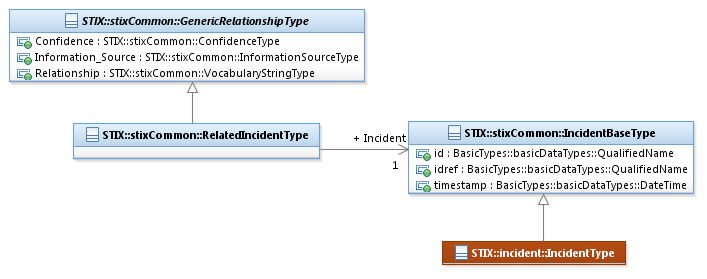 STIX::stixCommon::GenericRelationshipType
Confidence : STIX::stixCommon::ConfidenceType
Information_Source : STIX::stixCommon::InformationSourceType
Relationship : STIX::stixCommon::VocabularyStringType
STIX::stixCommon::RelatedIncidentType
+ Incident
1
STIX::stixCommon::IncidentBaseType
id : BasicTypes::basicDataTypes::QualifiedName
idref : BasicTypes::basicDataTypes::QualifiedName
timestamp : BasicTypes::basicDataTypes::DateTime
STIX::incident::IncidentType